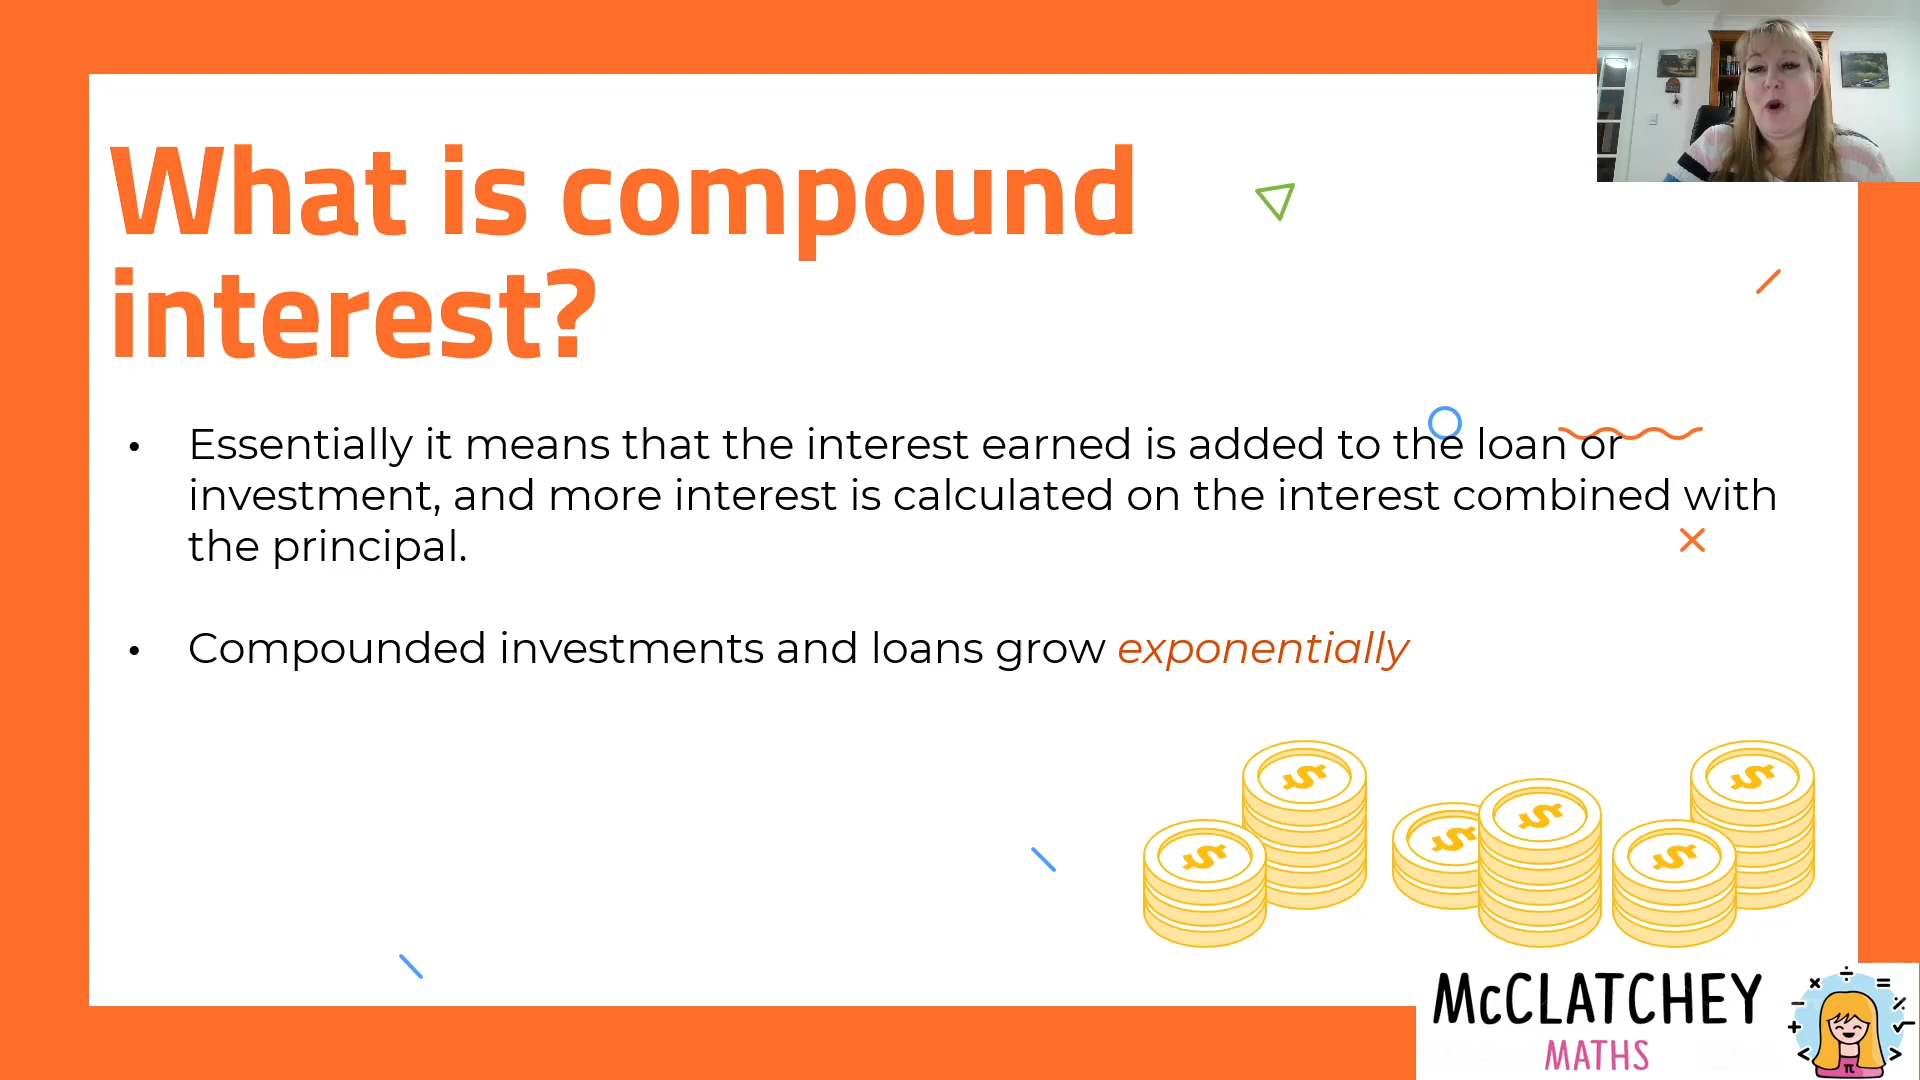 What is compound
interest?
• Essentially it means that the interest earned is added to the loan or
investment, and more interest is calculated on the interest combined with
the principal.
• Compounded investments and loans grow exponentially
$ $ $ $ $ $
McCLATCHEY
MATHS
× ÷ = − % + √ < > π